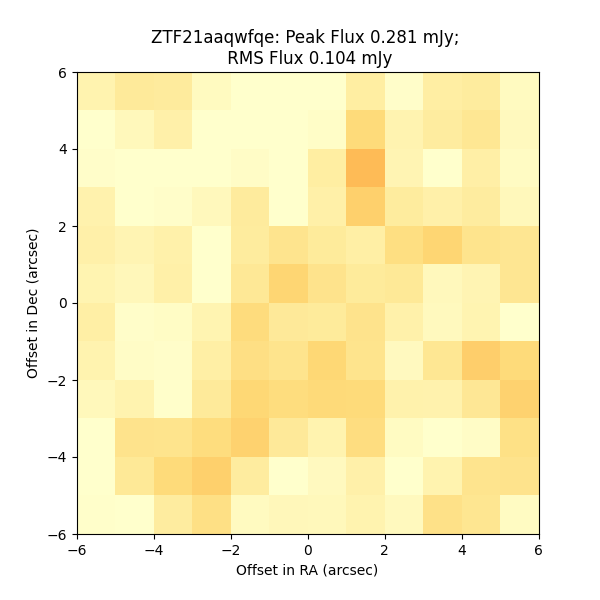 ZTF21aaqwfqe: Peak Flux 0.281 mJy;
RMS Flux 0.104 mJy
6
4
2
0
−2
−4
−6
Offset in Dec (arcsec)
−6 −4 −2 0 2 4 6
Offset in RA (arcsec)